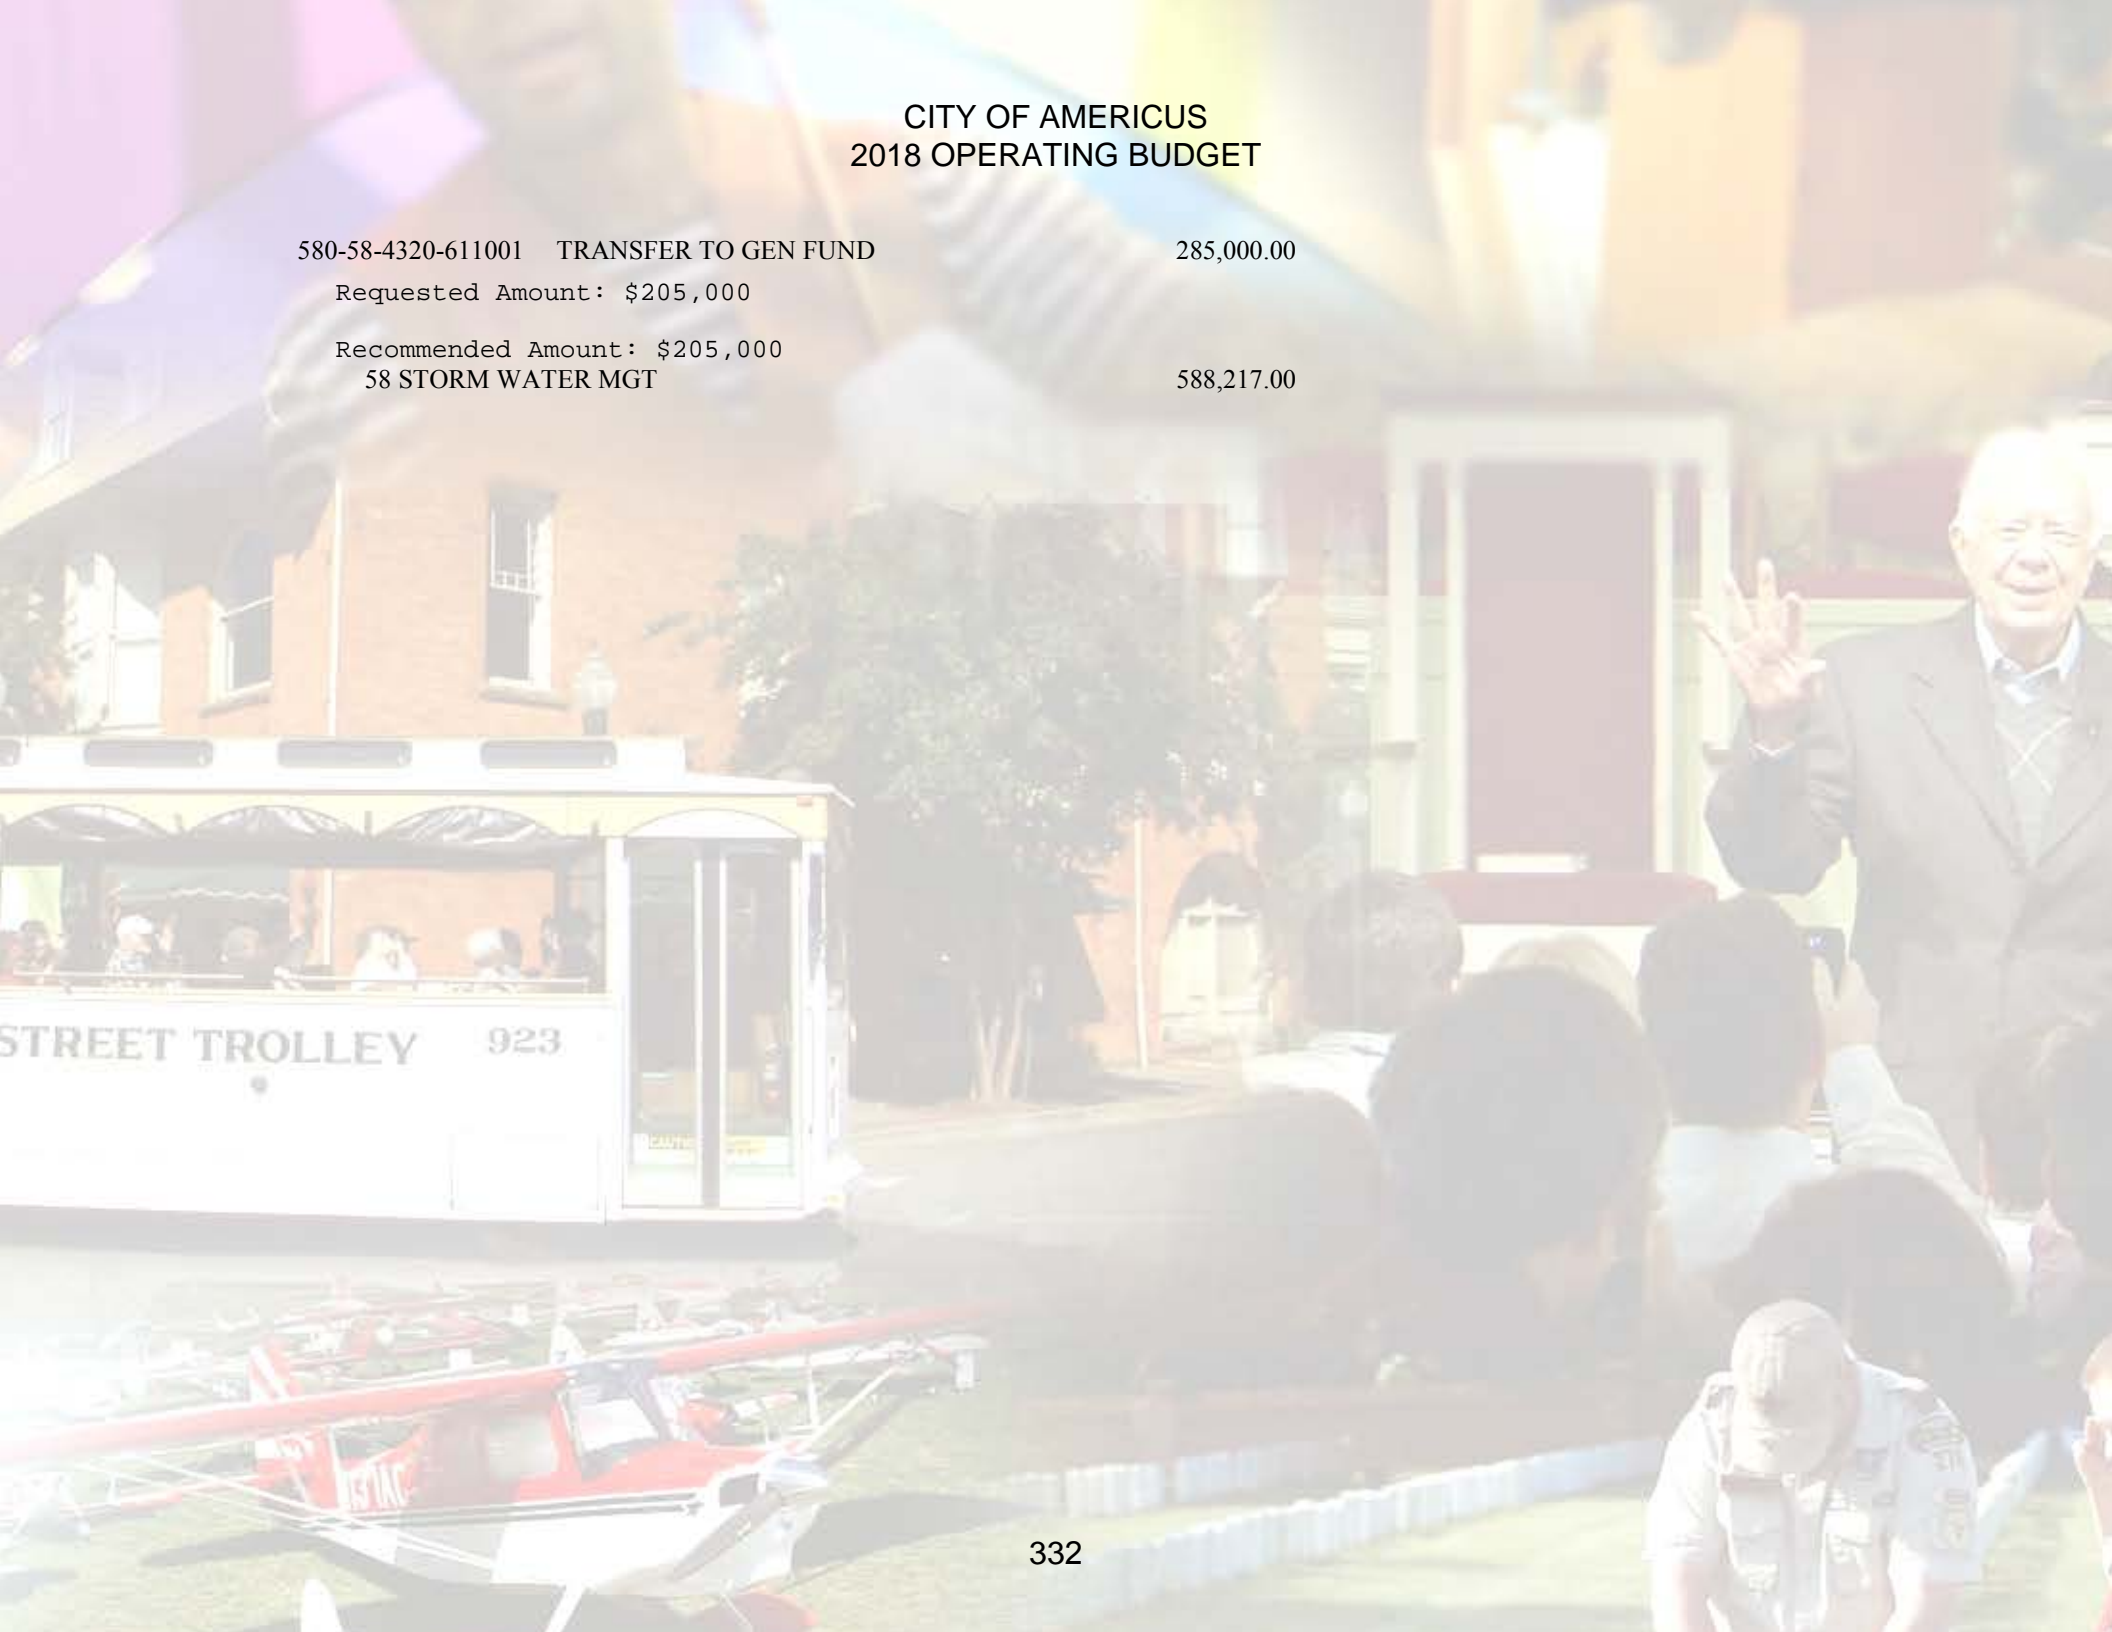 CITY OF AMERICUS
2018 OPERATING BUDGET
580-58-4320-611001 TRANSFER TO GEN FUND 285,000.00
Requested Amount: $205,000
Recommended Amount: $205,000
58 STORM WATER MGT 588,217.00
STREET TROLLEY 923
332